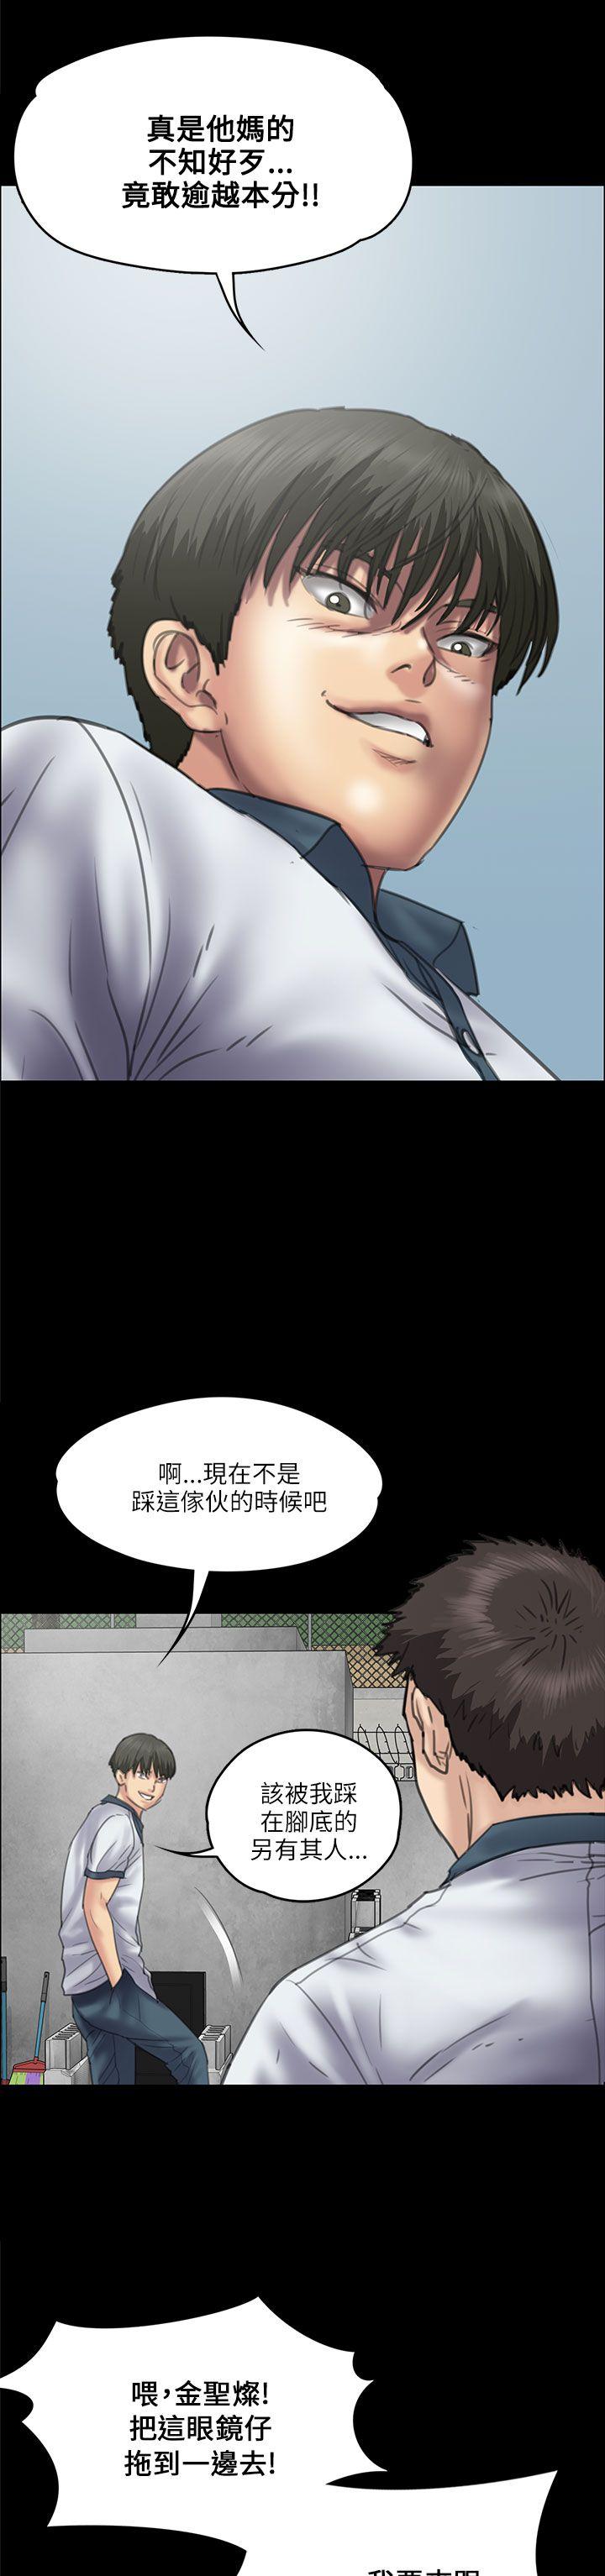 真是他媽的
不知好歹...
竟敢逾越本分!!
啊...現在不是
踩這傢伙的時候吧
該被我踩
在腳底的
另有其人...
喂,金聖燦!
把這眼鏡仔
拖到一邊去!